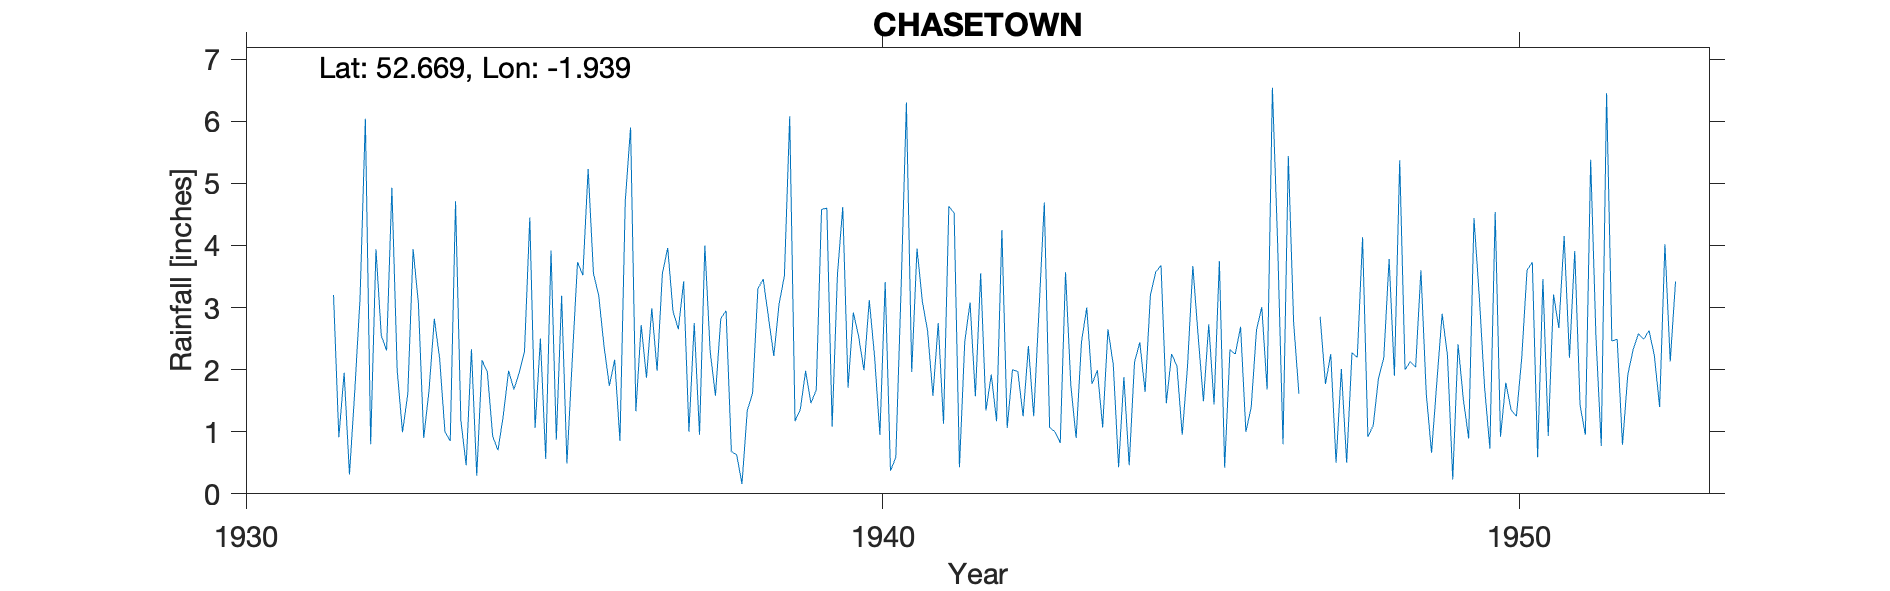 CHASETOWN
Lat: 52.669, Lon: -1.939
7
6
5
4
3
2
1
0
Rainfall [inches]
1930 1940 1950
Year